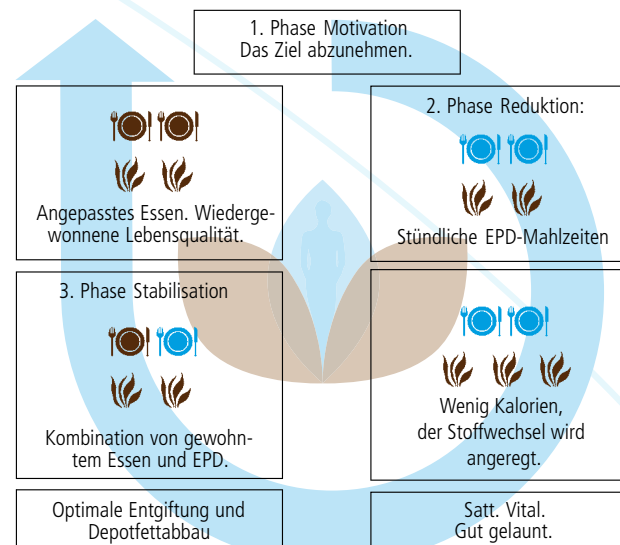 1. Phase Motivation
Das Ziel abzunehmen.
2. Phase Reduktion:
Stündliche EPD-Mahlzeiten
Wenig Kalorien,
der Stoffwechsel wird
angeregt.
Satt. Vital.
Gut gelaunt.
Optimale Entgiftung und
Depotfettabbau
3. Phase Stabilisation
Kombination von gewohn-
tem Essen und EPD.
Angepasstes Essen. Wiederge-
wonnene Lebensqualität.